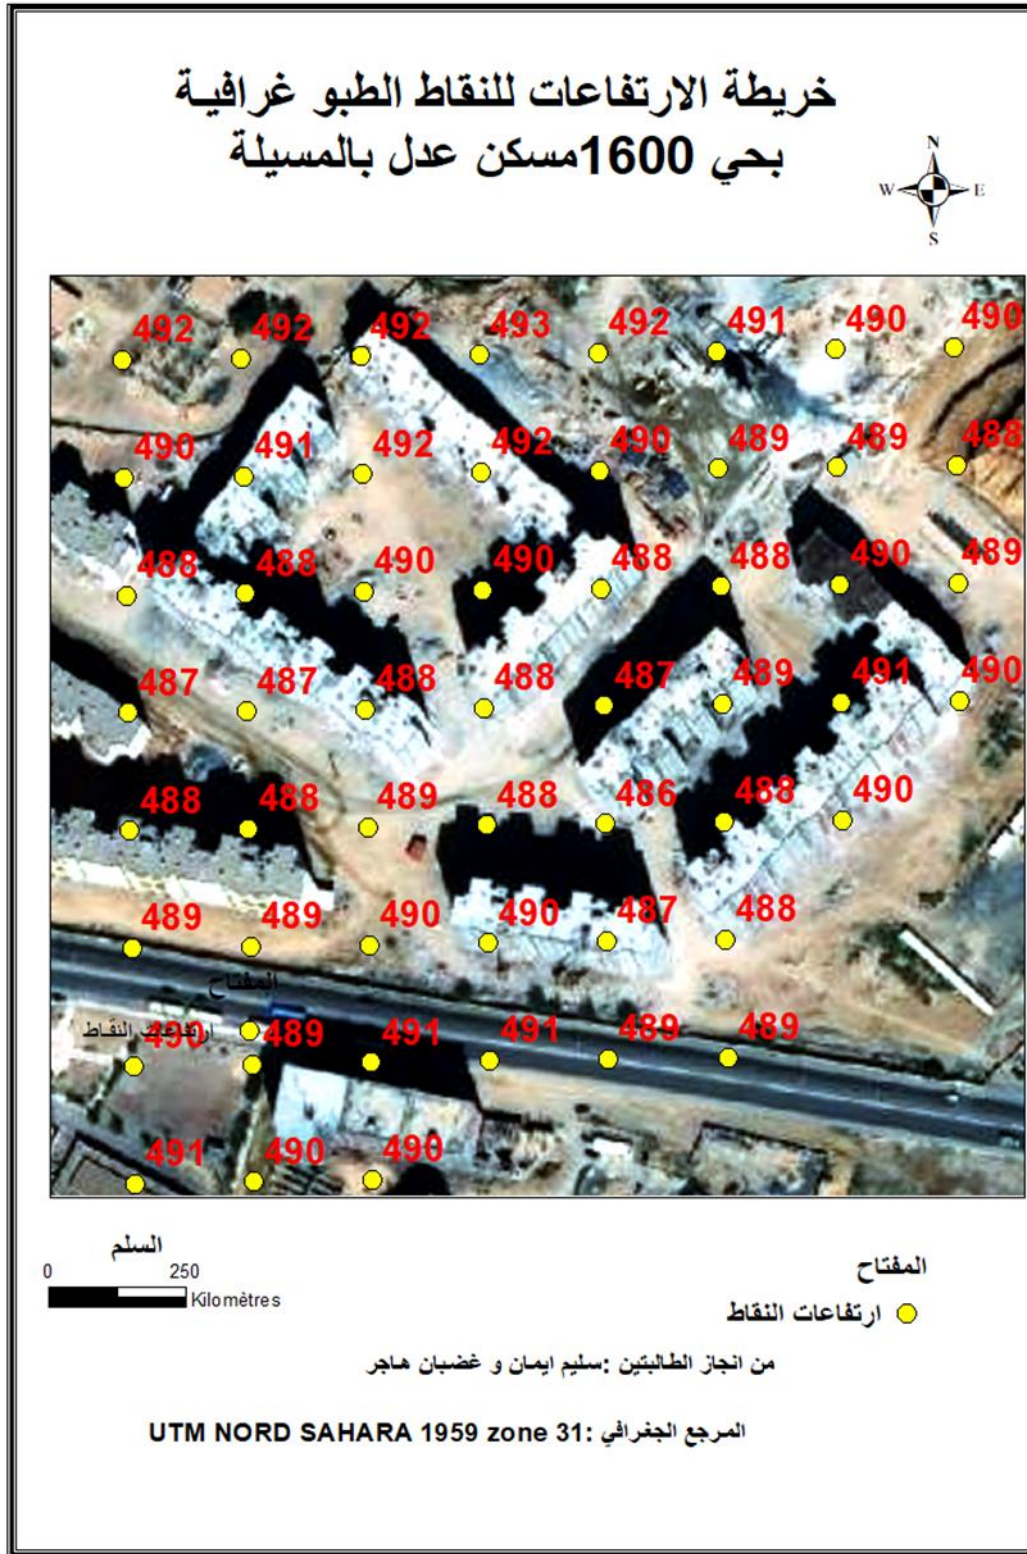 خريطة الارتفاعات للنقاط الطبو غرافية
بحي 1600مسكن عدل بالمسيلة
N
W E
S
492 492 492 493 492 491 490 490
490 491 492 492 490 489 489 488
488 488 490 490 488 488 490 489
487 487 488 488 487 489 491 490
488 488 489 488 486 488 490
489 489 490 490 487 488
المفتاح
ارتفاعات النقاط
490 489 491 491 489 489
491 490 490
السلم
0 250
Kilomètres
المفتاح
ارتفاعات النقاط
من انجاز الطالبتين :سليم ايمان و غضبان هاجر
المرجع الجغرافي :UTM NORD SAHARA 1959 zone 31